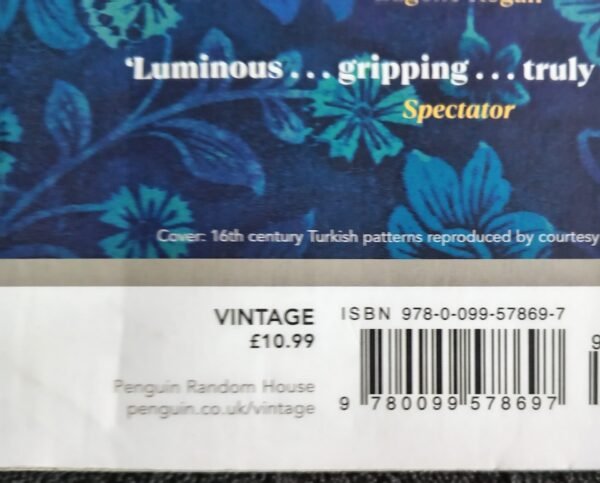 'Luminous ... gripping ... truly
Spectator
Cover: 16th century Turkish patterns reproduced by courtesy
VINTAGE
£10.99
Penguin Random House
penguin.co.uk/vintage
ISBN 978-0-099-57869-7
9 780099 578697
9